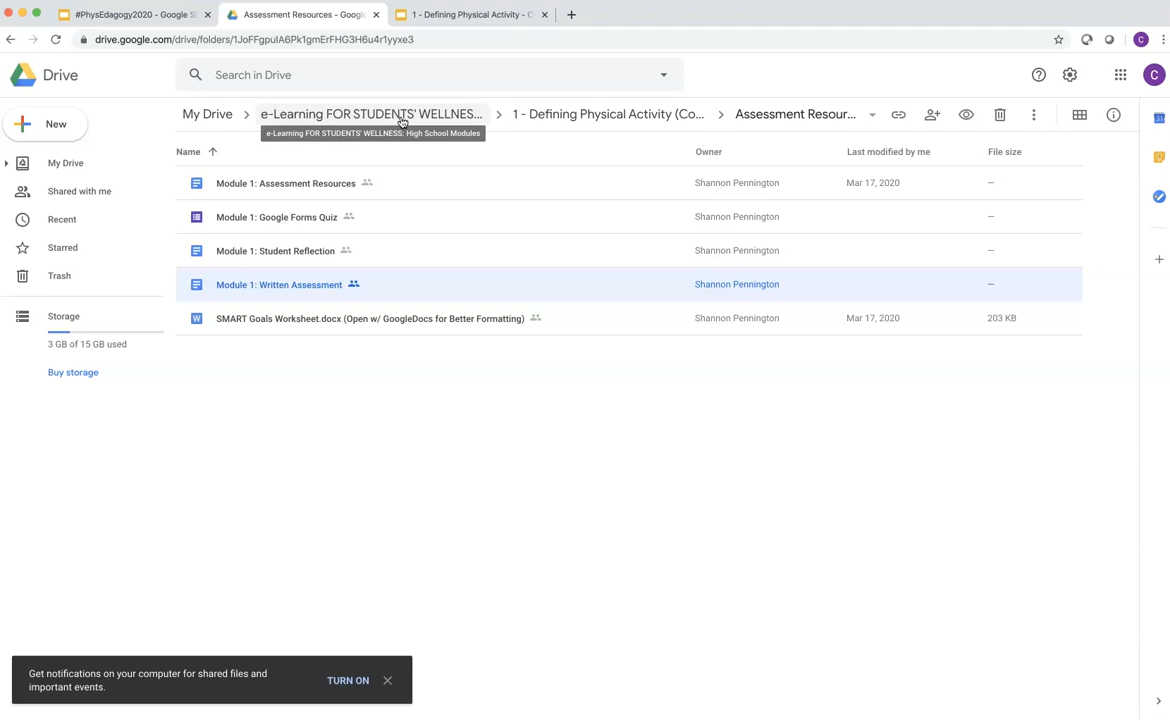 #PhysEdagogy2020 - Google S
Assessment Resources - Google
1 - Defining Physical Activity - C
drive.google.com/drive/folders/1JoFFgpuIA6Pk1gmErFHG3H6u4r1yyxe3
C
Drive
Search in Drive
C
New
My Drive
e-Learning FOR STUDENTS' WELLNES...
1 - Defining Physical Activity (Co...
Assessment Resour...
e-Learning FOR STUDENTS' WELLNESS: High School Modules
Name
Owner
Last modified by me
File size
My Drive
Shared with me
Recent
Starred
Trash
Storage
3 GB of 15 GB used
Buy storage
Module 1: Assessment Resources
Shannon Pennington
Mar 17, 2020
—
Module 1: Google Forms Quiz
Shannon Pennington
—
Module 1: Student Reflection
Shannon Pennington
—
Module 1: Written Assessment
Shannon Pennington
—
W
SMART Goals Worksheet.docx (Open w/ GoogleDocs for Better Formatting)
Shannon Pennington
Mar 17, 2020
203 KB
Get notifications on your computer for shared files and
important events.
TURN ON